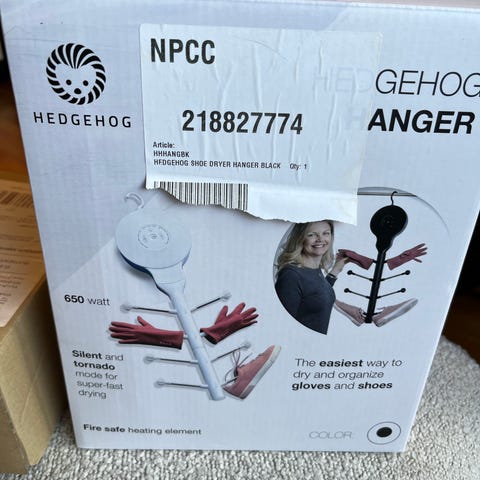 HEDGEHOG
NPCC
218827774
Article:
HHHANGBK
HEDGEHOG SHOE DRYER HANGER BLACK Qty: 1
HEDGEHOG
HANGER
650 watt
Silent and
tornado
mode for
super-fast
drying
The easiest way to
dry and organize
gloves and shoes
Fire safe heating element
COLOR: